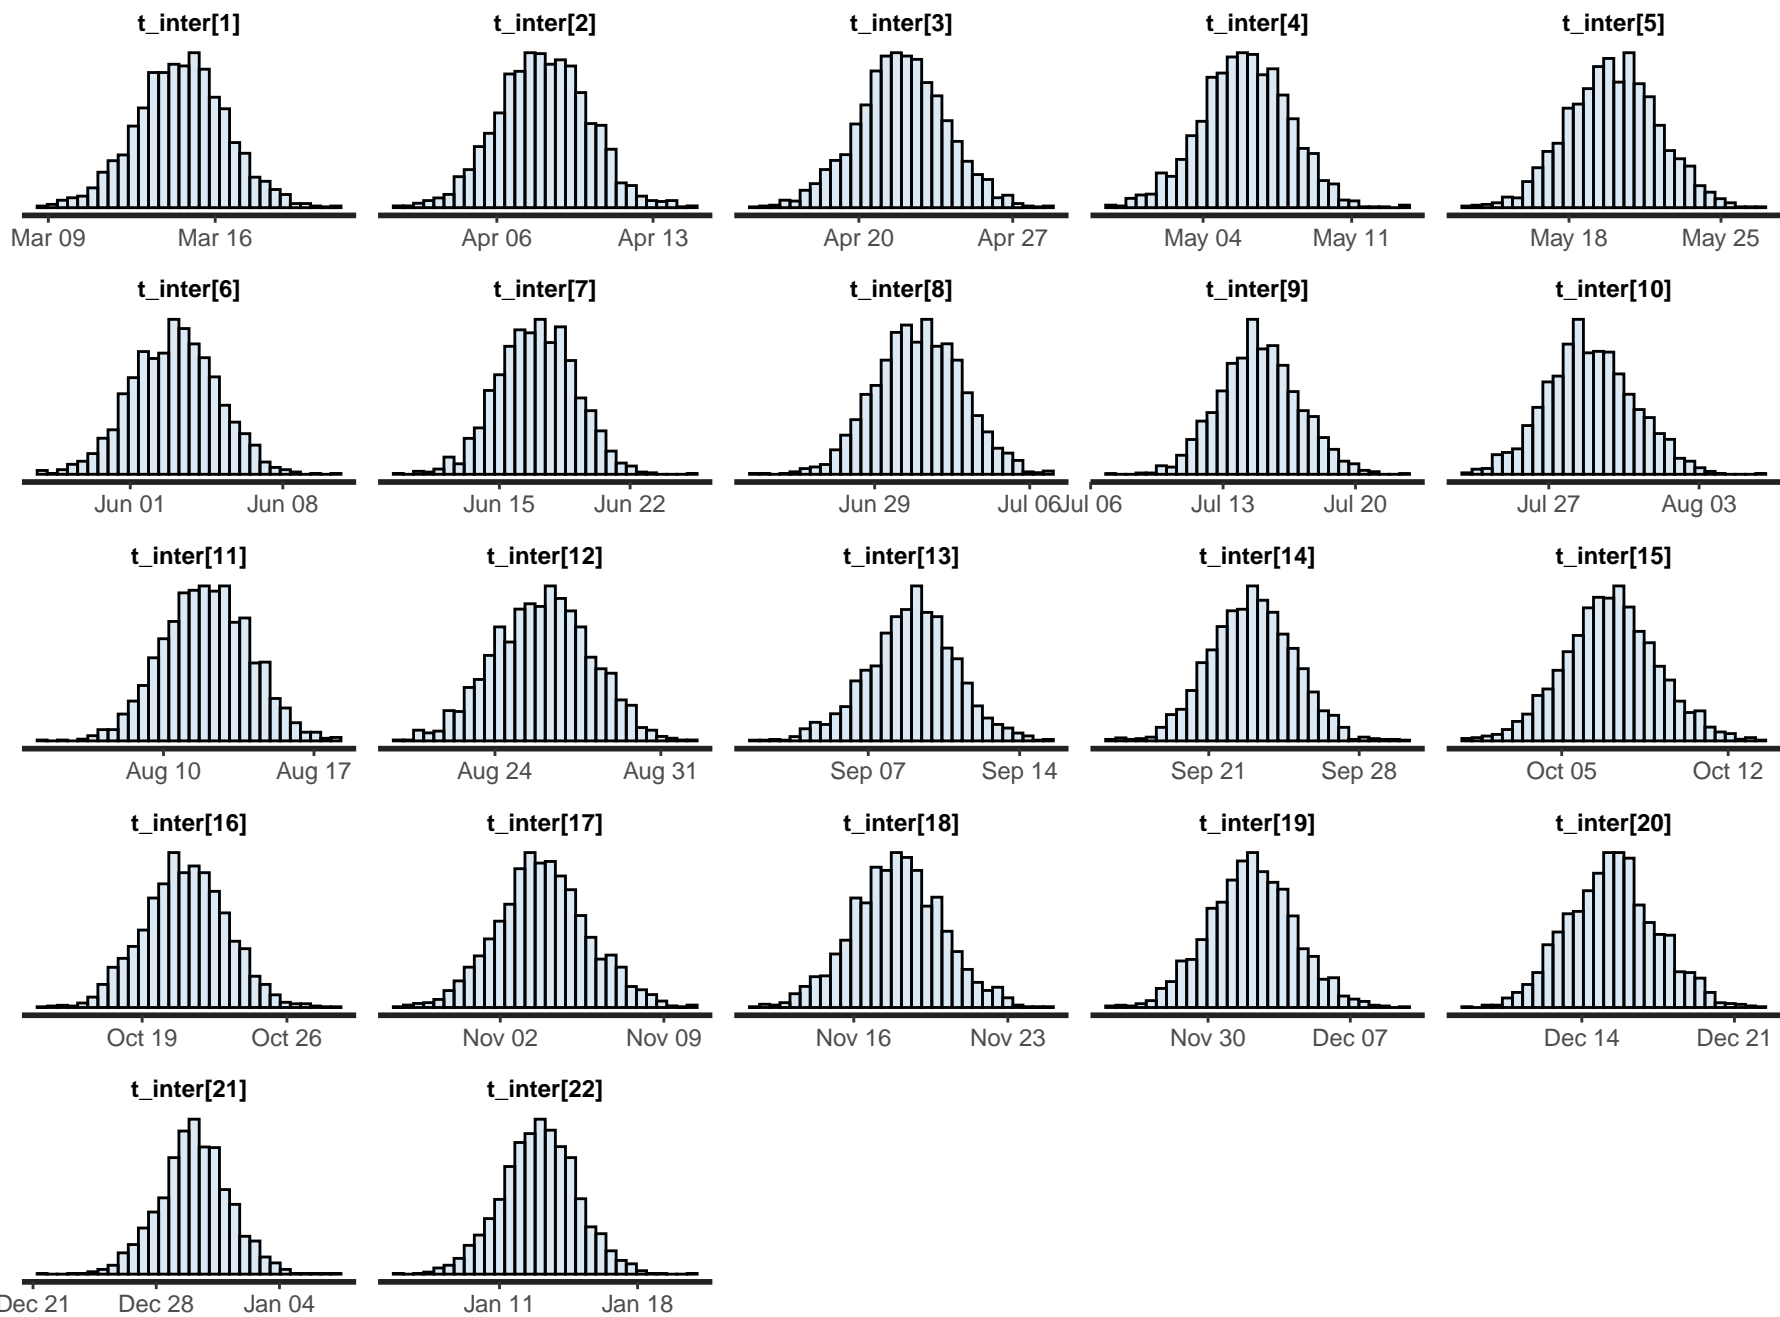 t_inter[1] t_inter[2] t_inter[3] t_inter[4] t_inter[5]
Mar 09 Mar 16 Apr 06 Apr 13 Apr 20 Apr 27 May 04 May 11 May 18 May 25
t_inter[6] t_inter[7] t_inter[8] t_inter[9] t_inter[10]
Jun 01 Jun 08 Jun 15 Jun 22 Jun 29 Jul 06 Jul 06 Jul 13 Jul 20 Jul 27 Aug 03
t_inter[11] t_inter[12] t_inter[13] t_inter[14] t_inter[15]
Aug 10 Aug 17 Aug 24 Aug 31 Sep 07 Sep 14 Sep 21 Sep 28 Oct 05 Oct 12
t_inter[16] t_inter[17] t_inter[18] t_inter[19] t_inter[20]
Oct 19 Oct 26 Nov 02 Nov 09 Nov 16 Nov 23 Nov 30 Dec 07 Dec 14 Dec 21
t_inter[21] t_inter[22]
Dec 21 Dec 28 Jan 04 Jan 11 Jan 18